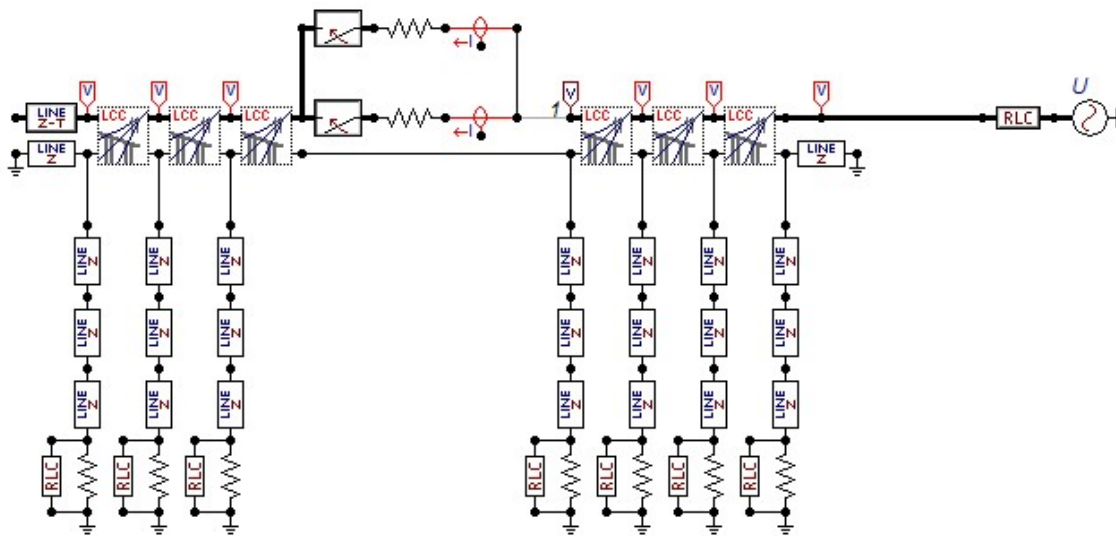 U
I
V V V LCC LCC LCC I 1 V LCC V LCC V LCC V
LINE Z-T RLC
LINE Z LINE Z
LINE Z LINE Z LINE Z LINE Z LINE Z LINE Z LINE Z
LINE Z LINE Z LINE Z LINE Z LINE Z LINE Z LINE Z
LINE Z LINE Z LINE Z LINE Z LINE Z LINE Z LINE Z
RLC RLC RLC RLC RLC RLC RLC